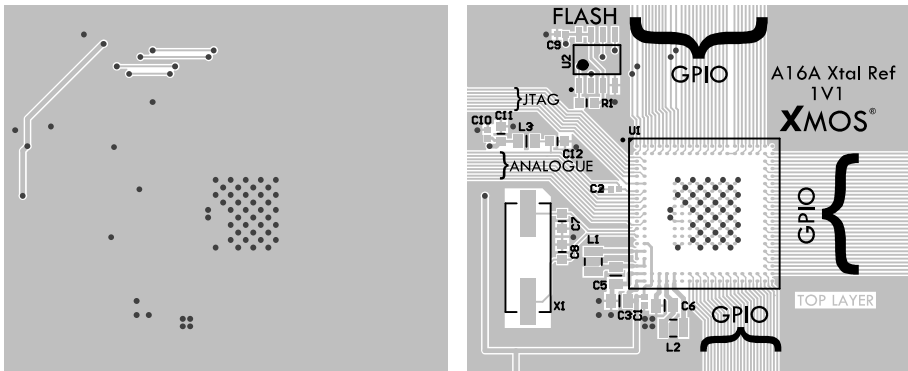 FLASH
C9
U2
GPIO
A16A Xtal Ref
1V1
XMOS®
R1
JTAG
C10
C11
L3
U1
C12
ANALOGUE
C2
GPIO
C7
C8
L1
C5
X1
C3
C1
C6
L2
GPIO
TOP LAYER